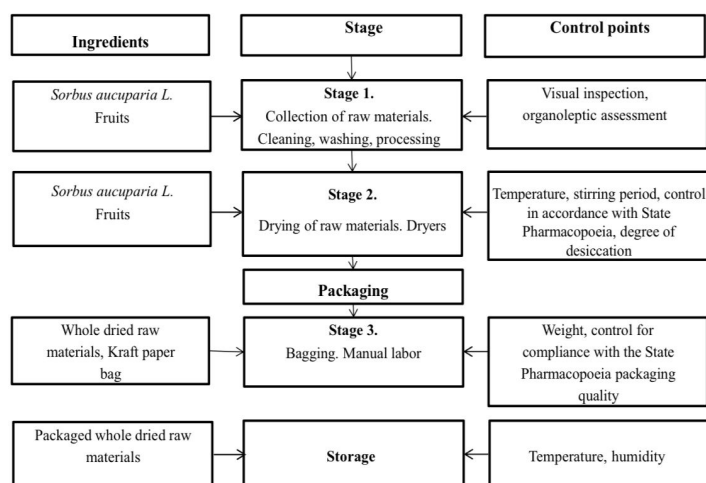 Ingredients
Stage
Control points
Sorbus aucuparia L.
Fruits
Stage 1.
Collection of raw materials.
Cleaning, washing, processing
Visual inspection,
organoleptic assessment
Sorbus aucuparia L.
Fruits
Stage 2.
Drying of raw materials. Dryers
Temperature, stirring period, control
in accordance with State
Pharmacopoeia, degree of
desiccation
Packaging
Whole dried raw
materials, Kraft paper
bag
Stage 3.
Bagging. Manual labor
Weight, control for
compliance with the State
Pharmacopoeia packaging
quality
Packaged whole dried raw
materials
Storage
Temperature, humidity